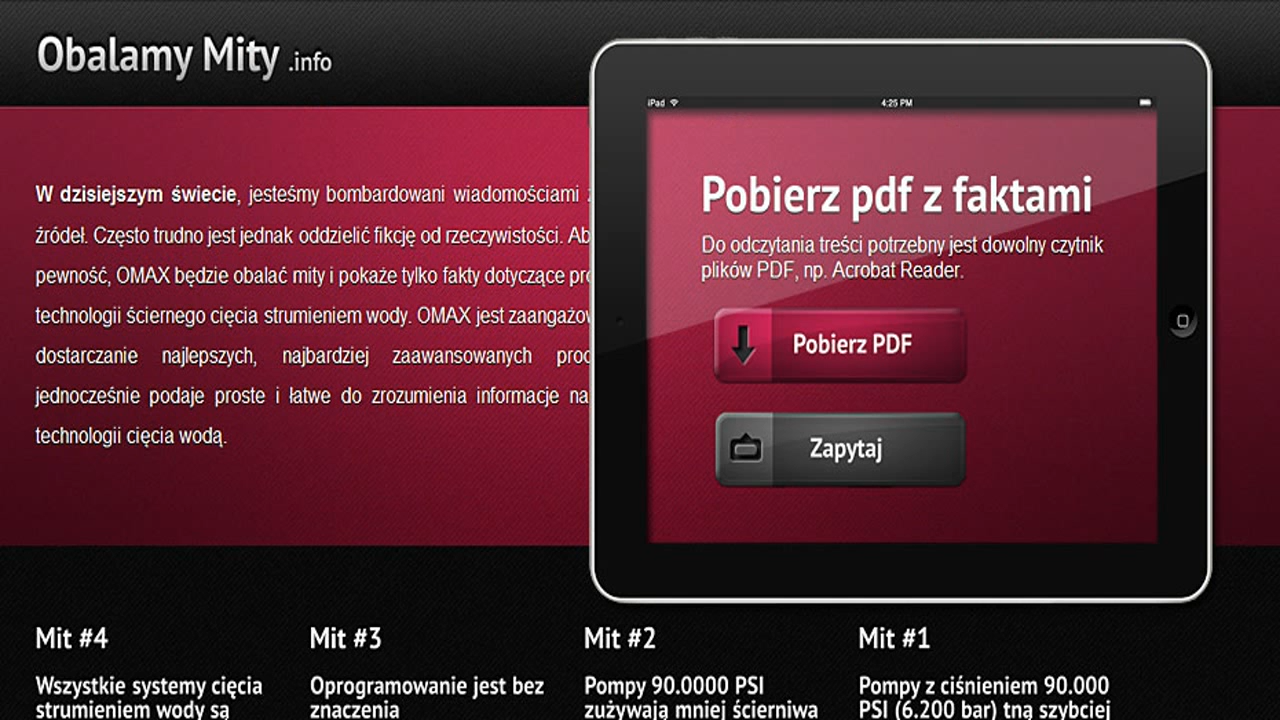 Obalamy Mity .info
W dzisiejszym świecie, jesteśmy bombardowani wiadomościami
źródeł. Często trudno jest jednak oddzielić fikcję od rzeczywistości.
pewność, OMAX będzie obalać mity i pokaże tylko fakty dotyczące
technologii ściernego cięcia strumieniem wody. OMAX jest
dostarczanie najlepszych, najbardziej zaawansowanych
jednocześnie podaje proste i łatwe do zrozumienia informacje na
technologii cięcia wodą.
iPad 4:25 PM
Pobierz pdf z faktami
Do odczytania treści potrzebny jest dowolny czytnik
plików PDF, np. Acrobat Reader.
Pobierz PDF
Zapytaj
Mit #4
Wszystkie systemy cięcia
strumieniem wody są
Mit #3
Oprogramowanie jest bez
znaczenia
Mit #2
Pompy 90.0000 PSI
zużywają mniej ścierniwa
Mit #1
Pompy z ciśnieniem 90.000
PSI (6.200 bar) tną szybciej